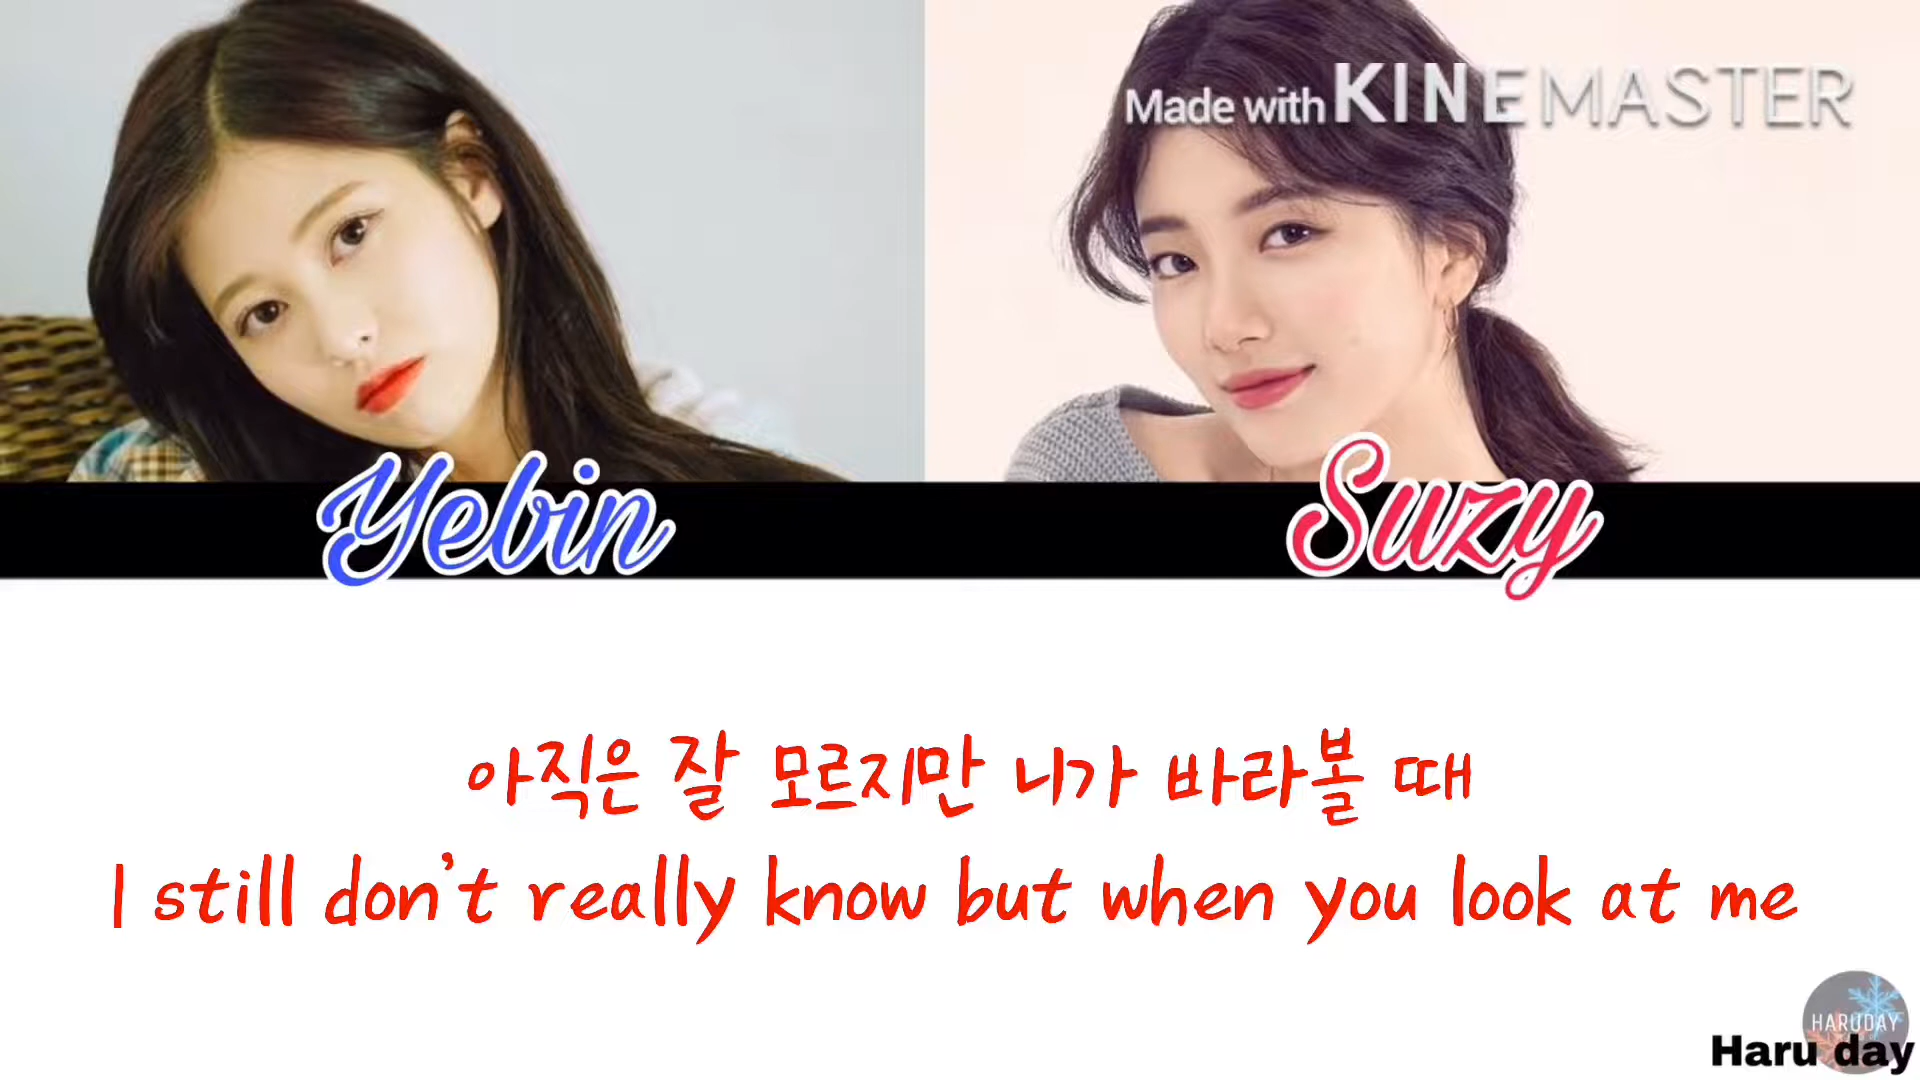 Made with KINEMASTER
Yebin
Suzy
아직은 잘 모르지만 니가 바라볼 때
I still don't really know but when you look at me
HARUDAY
Haru day